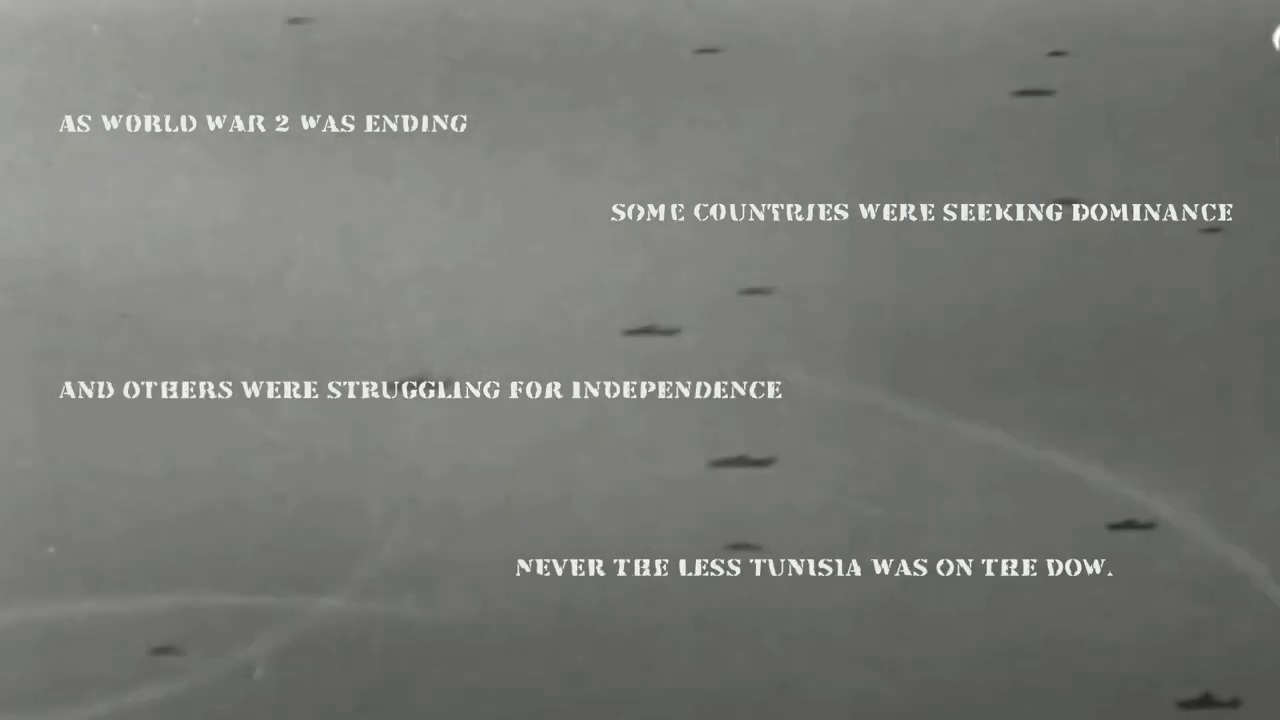 AS WORLD WAR 2 WAS ENDING
SOME COUNTRIES WERE SEEKING DOMINANCE
AND OTHERS WERE STRUGGLING FOR INDEPENDENCE
NEVER THE LESS TUNISIA WAS ON THE DOW.